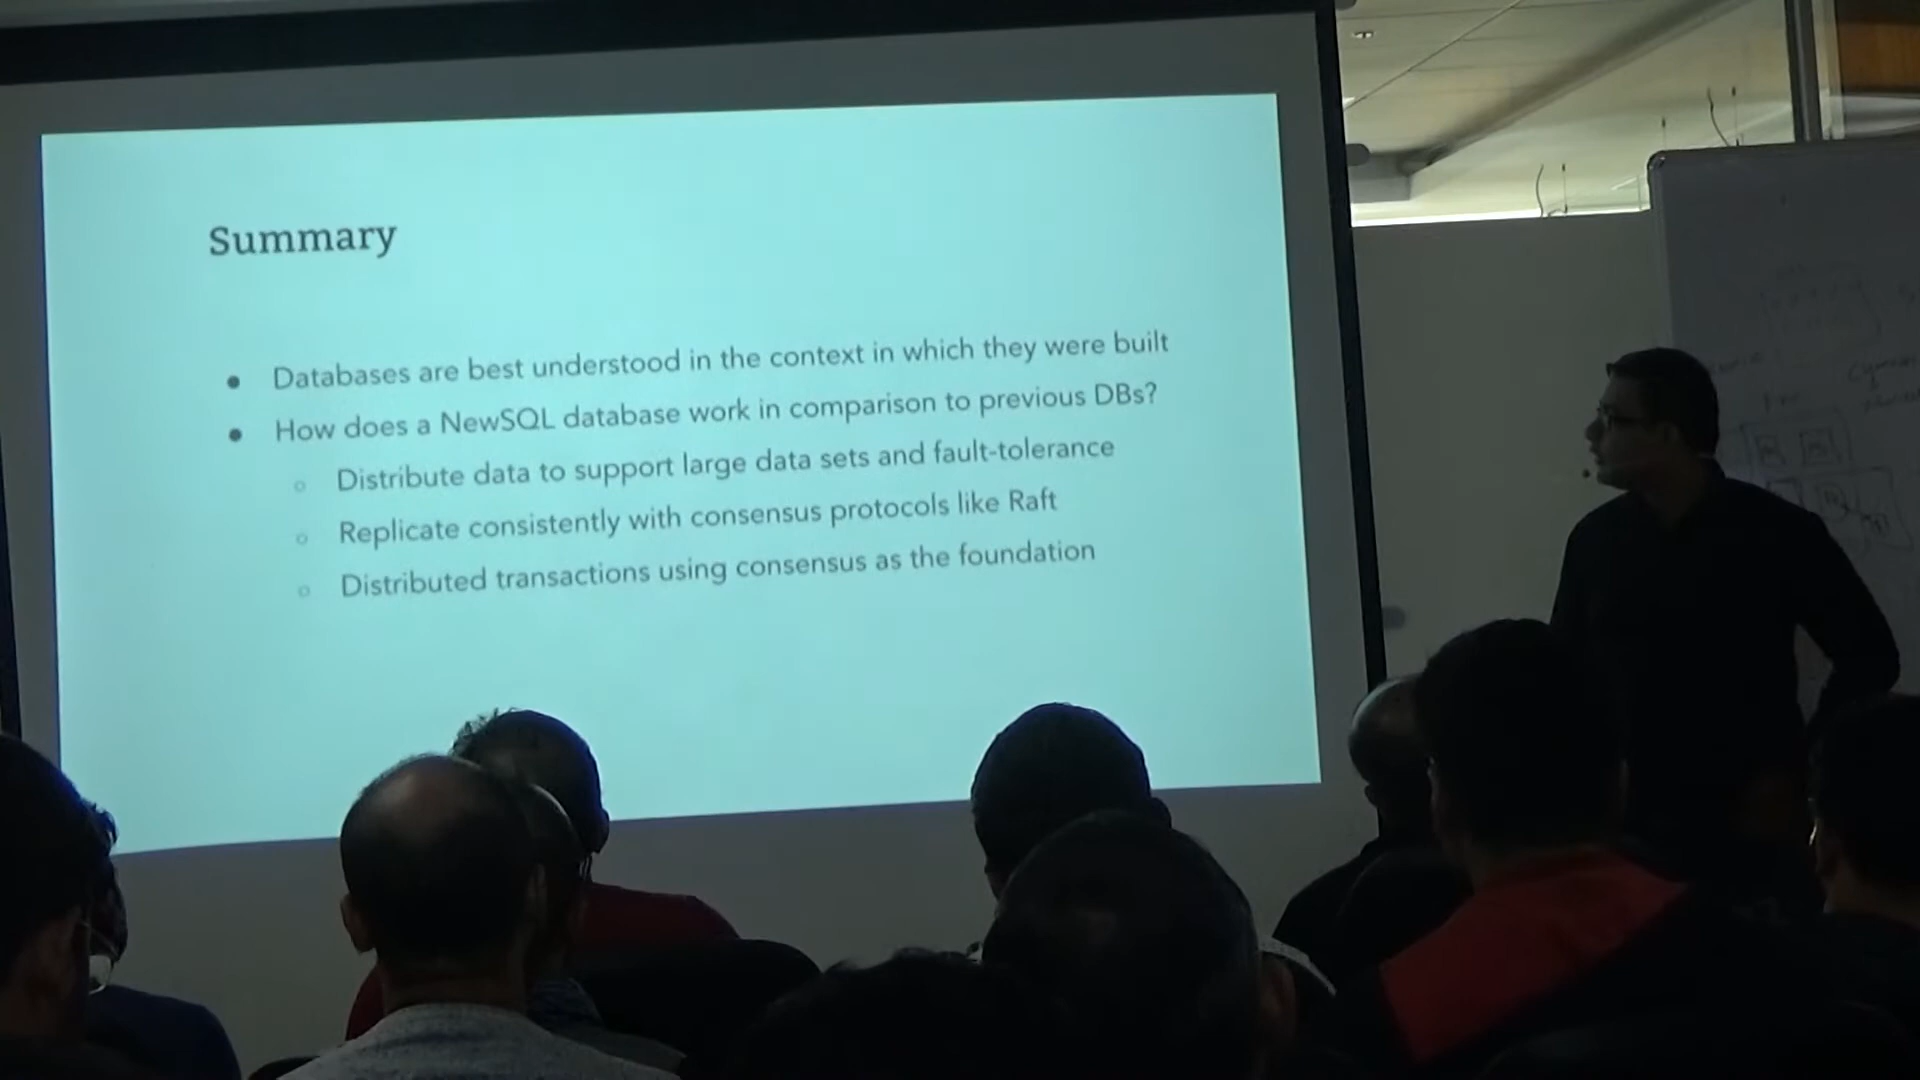 Summary
● Databases are best understood in the context in which they were built
● How does a NewSQL database work in comparison to previous DBs?
○ Distribute data to support large data sets and fault-tolerance
○ Replicate consistently with consensus protocols like Raft
○ Distributed transactions using consensus as the foundation